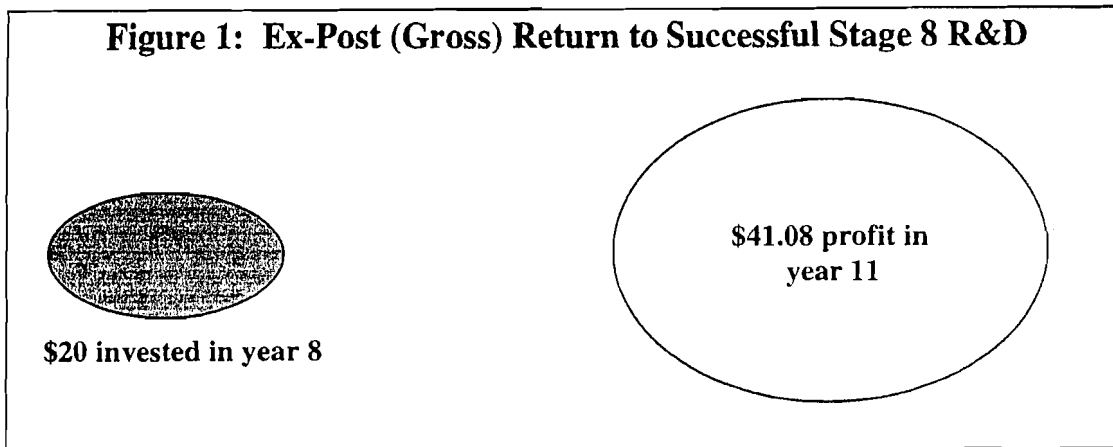 Figure 1: Ex-Post (Gross) Return to Successful Stage 8 R&D
$41.08 profit in
year 11
$20 invested in year 8